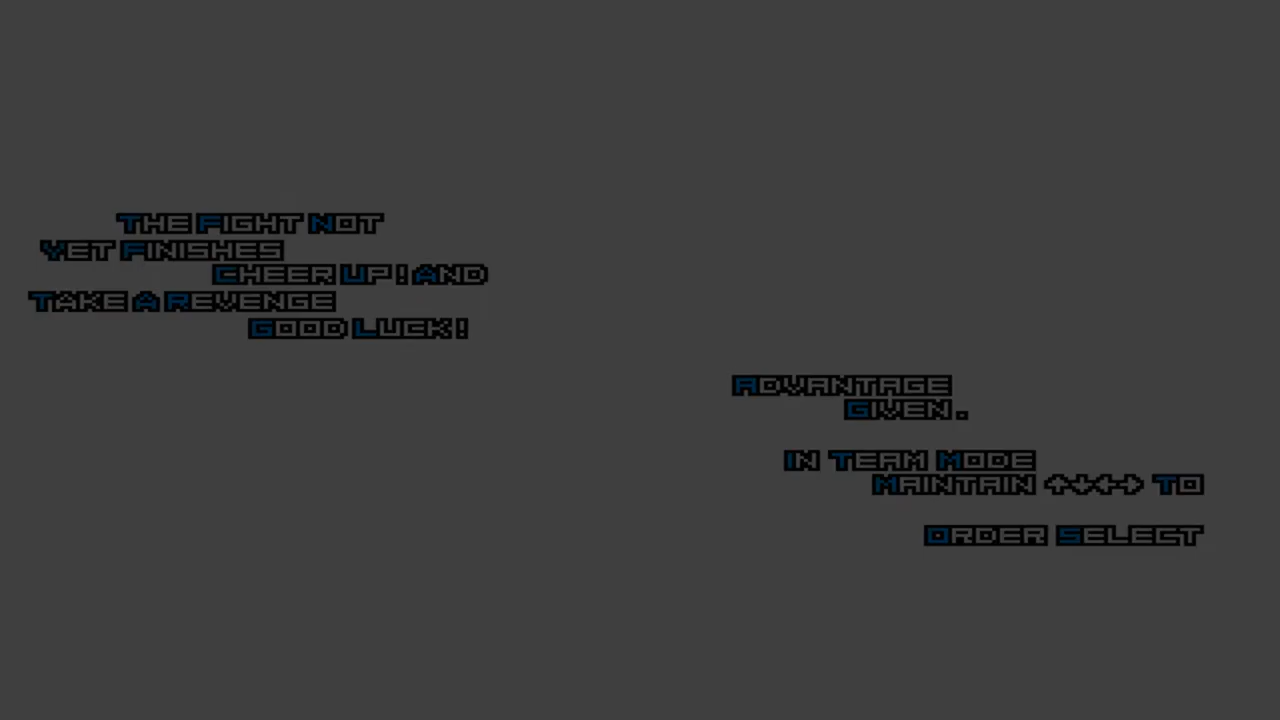 The Fight Not
Yet Finishes
Cheer Up! And
Take A Revenge
Good Luck!
Advantage
Given.
In Team Mode
Maintain ↑↓←→ To
Order Select